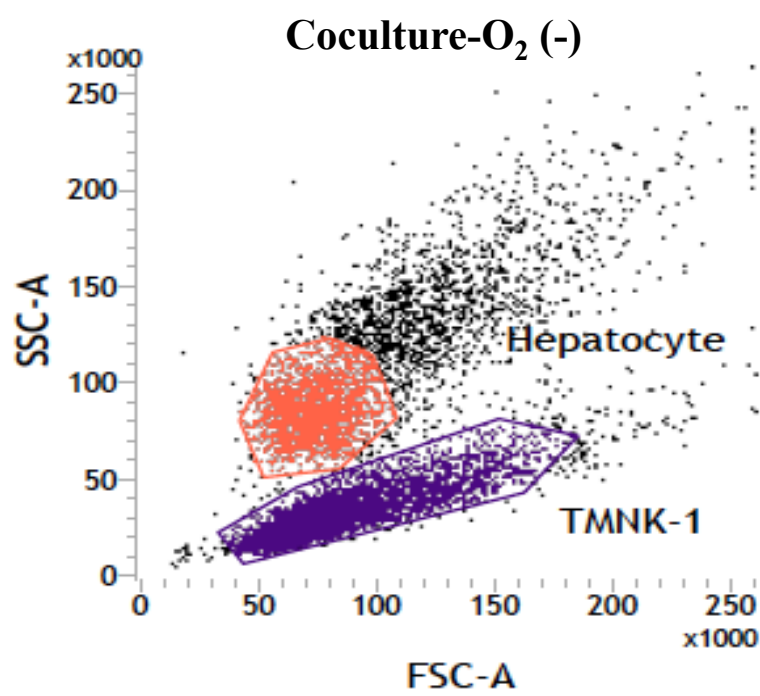 Coculture-O₂ (-)
x1000
250
200
150
100
50
0
SSC-A
Hepatocyte
TMNK-1
0 50 100 150 200 250
x1000
FSC-A